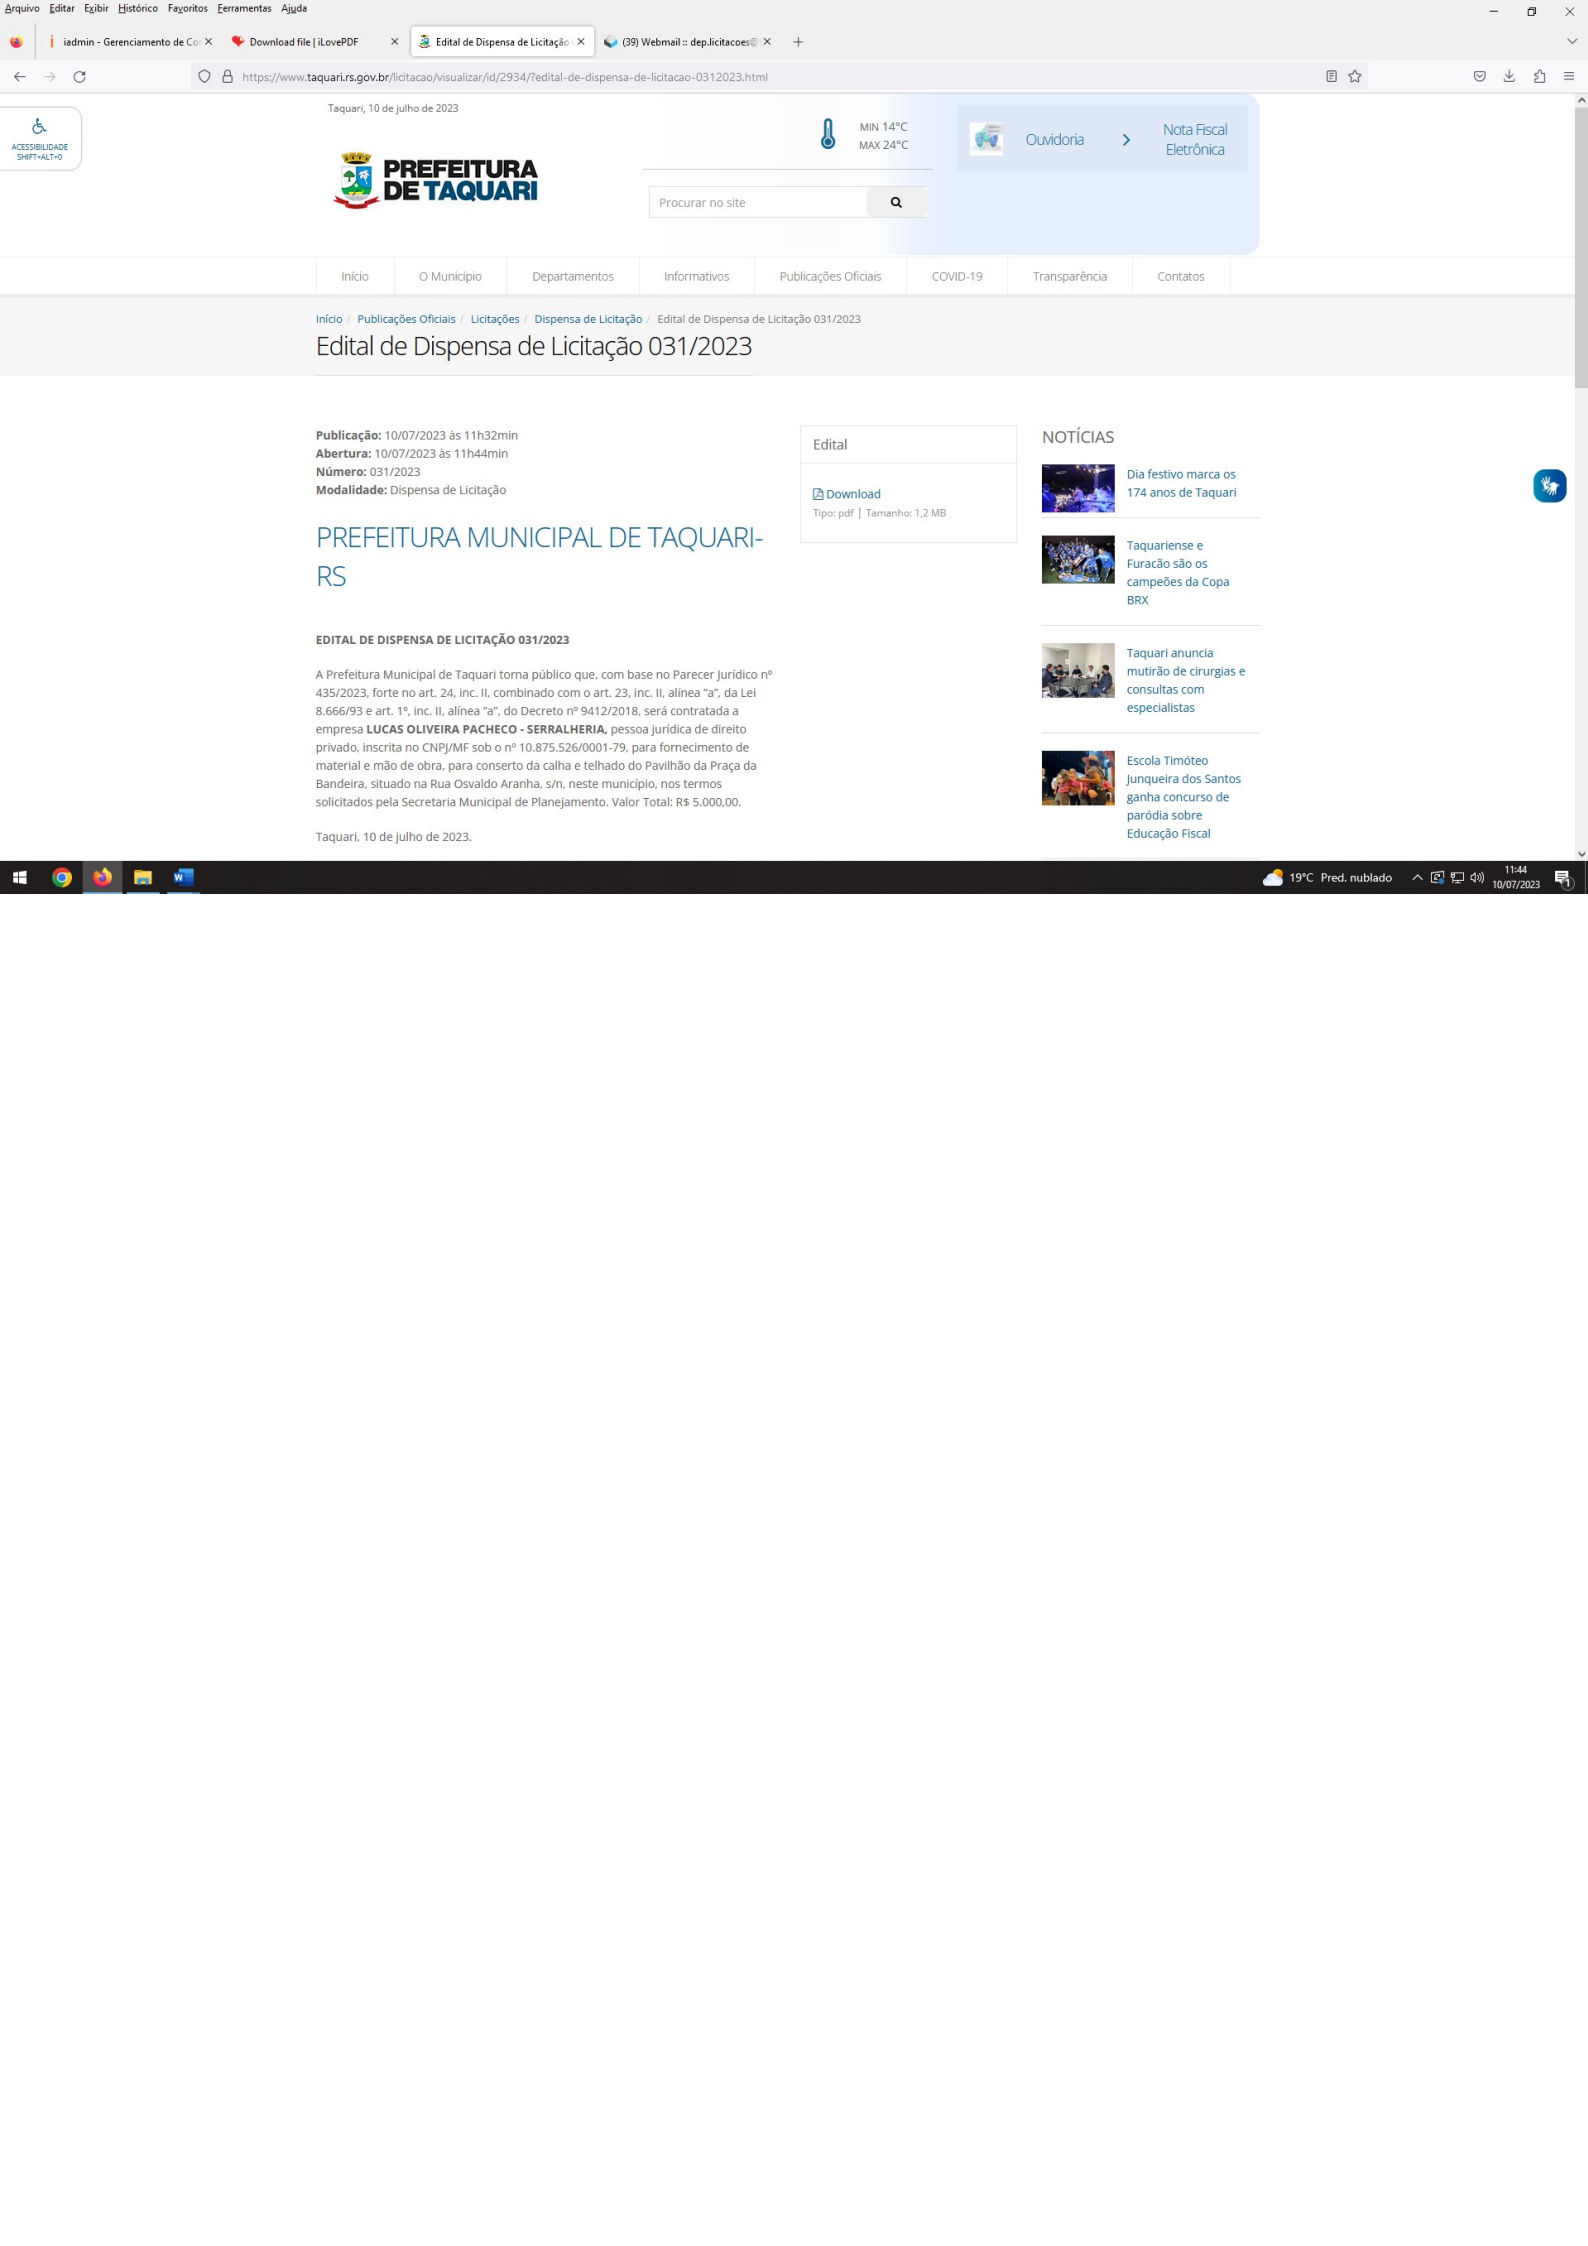 Arquivo Editar Exibir Histórico Favoritos Ferramentas Ajuda
iadmin - Gerenciamento de Co
Download file | iLovePDF
Edital de Dispensa de Licitação
(39) Webmail :: dep.licitacoes@
https://www.taquari.rs.gov.br/licitacao/visualizar/id/2934/?edital-de-dispensa-de-licitacao-0312023.html
ACESSIBILIDADE
SHIFT+ALT+0
Taquari, 10 de julho de 2023
PREFEITURA
DE TAQUARI
MIN 14°C
MAX 24°C
Procurar no site
Ouvidoria
Nota Fiscal
Eletrônica
Início O Município Departamentos Informativos Publicações Oficiais COVID-19 Transparência Contatos
Início / Publicações Oficiais / Licitações / Dispensa de Licitação / Edital de Dispensa de Licitação 031/2023
Edital de Dispensa de Licitação 031/2023
Publicação: 10/07/2023 às 11h32min
Abertura: 10/07/2023 às 11h44min
Número: 031/2023
Modalidade: Dispensa de Licitação
PREFEITURA MUNICIPAL DE TAQUARI-
RS
EDITAL DE DISPENSA DE LICITAÇÃO 031/2023
A Prefeitura Municipal de Taquari torna público que, com base no Parecer Jurídico nº
435/2023, forte no art. 24, inc. II, combinado com o art. 23, inc. II, alínea “a”, da Lei
8.666/93 e art. 1º, inc. II, alínea “a”, do Decreto nº 9412/2018, será contratada a
empresa LUCAS OLIVEIRA PACHECO - SERRALHERIA, pessoa jurídica de direito
privado, inscrita no CNPJ/MF sob o nº 10.875.526/0001-79, para fornecimento de
material e mão de obra, para conserto da calha e telhado do Pavilhão da Praça da
Bandeira, situado na Rua Osvaldo Aranha, s/n, neste município, nos termos
solicitados pela Secretaria Municipal de Planejamento. Valor Total: R$ 5.000,00.
Taquari, 10 de julho de 2023.
Edital
Download
Tipo: pdf | Tamanho: 1,2 MB
NOTÍCIAS
Dia festivo marca os
174 anos de Taquari
Taquariense e
Furacão são os
campeões da Copa
BRX
Taquari anuncia
mutirão de cirurgias e
consultas com
especialistas
Escola Timóteo
Junqueira dos Santos
ganha concurso de
paródia sobre
Educação Fiscal
19°C Pred. nublado
11:44
10/07/2023
1